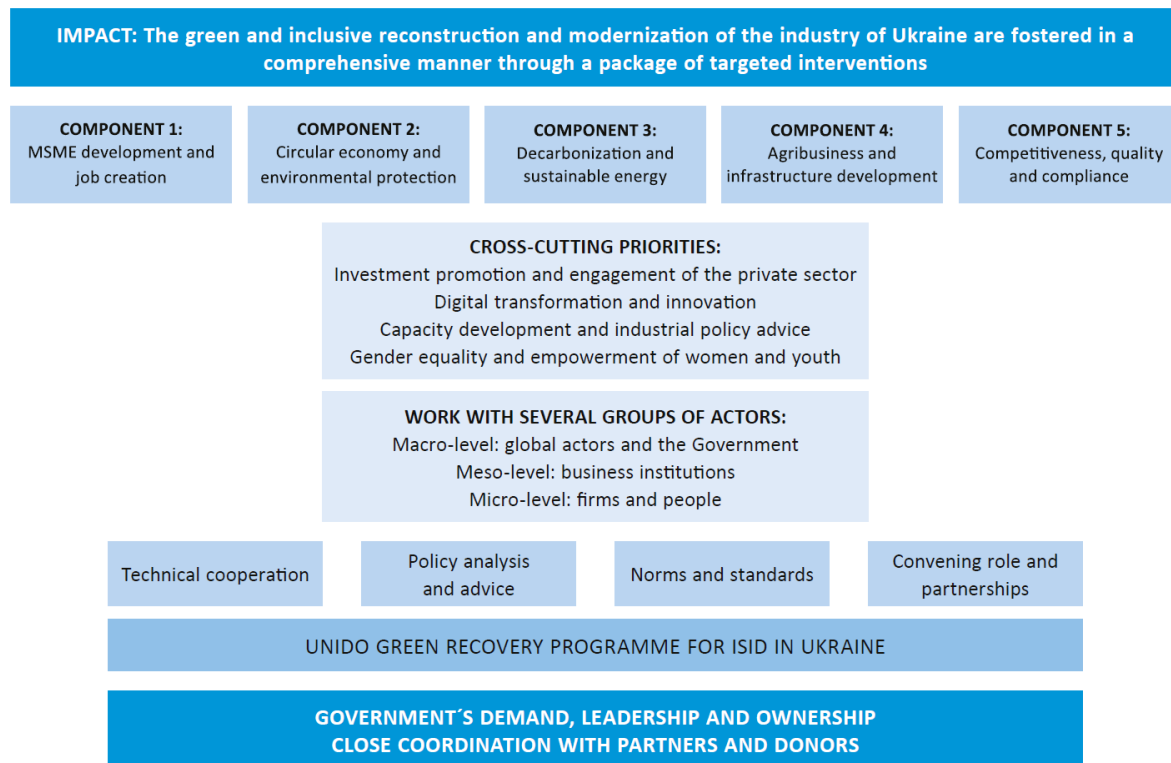 IMPACT: The green and inclusive reconstruction and modernization of the industry of Ukraine are fostered in a
comprehensive manner through a package of targeted interventions
COMPONENT 1:
MSME development and
job creation
COMPONENT 2:
Circular economy and
environmental protection
COMPONENT 3:
Decarbonization and
sustainable energy
COMPONENT 4:
Agribusiness and
infrastructure development
COMPONENT 5:
Competitiveness, quality
and compliance
CROSS-CUTTING PRIORITIES:
Investment promotion and engagement of the private sector
Digital transformation and innovation
Capacity development and industrial policy advice
Gender equality and empowerment of women and youth
WORK WITH SEVERAL GROUPS OF ACTORS:
Macro-level: global actors and the Government
Meso-level: business institutions
Micro-level: firms and people
Technical cooperation
Policy analysis
and advice
Norms and standards
Convening role and
partnerships
UNIDO GREEN RECOVERY PROGRAMME FOR ISID IN UKRAINE
GOVERNMENT´S DEMAND, LEADERSHIP AND OWNERSHIP
CLOSE COORDINATION WITH PARTNERS AND DONORS